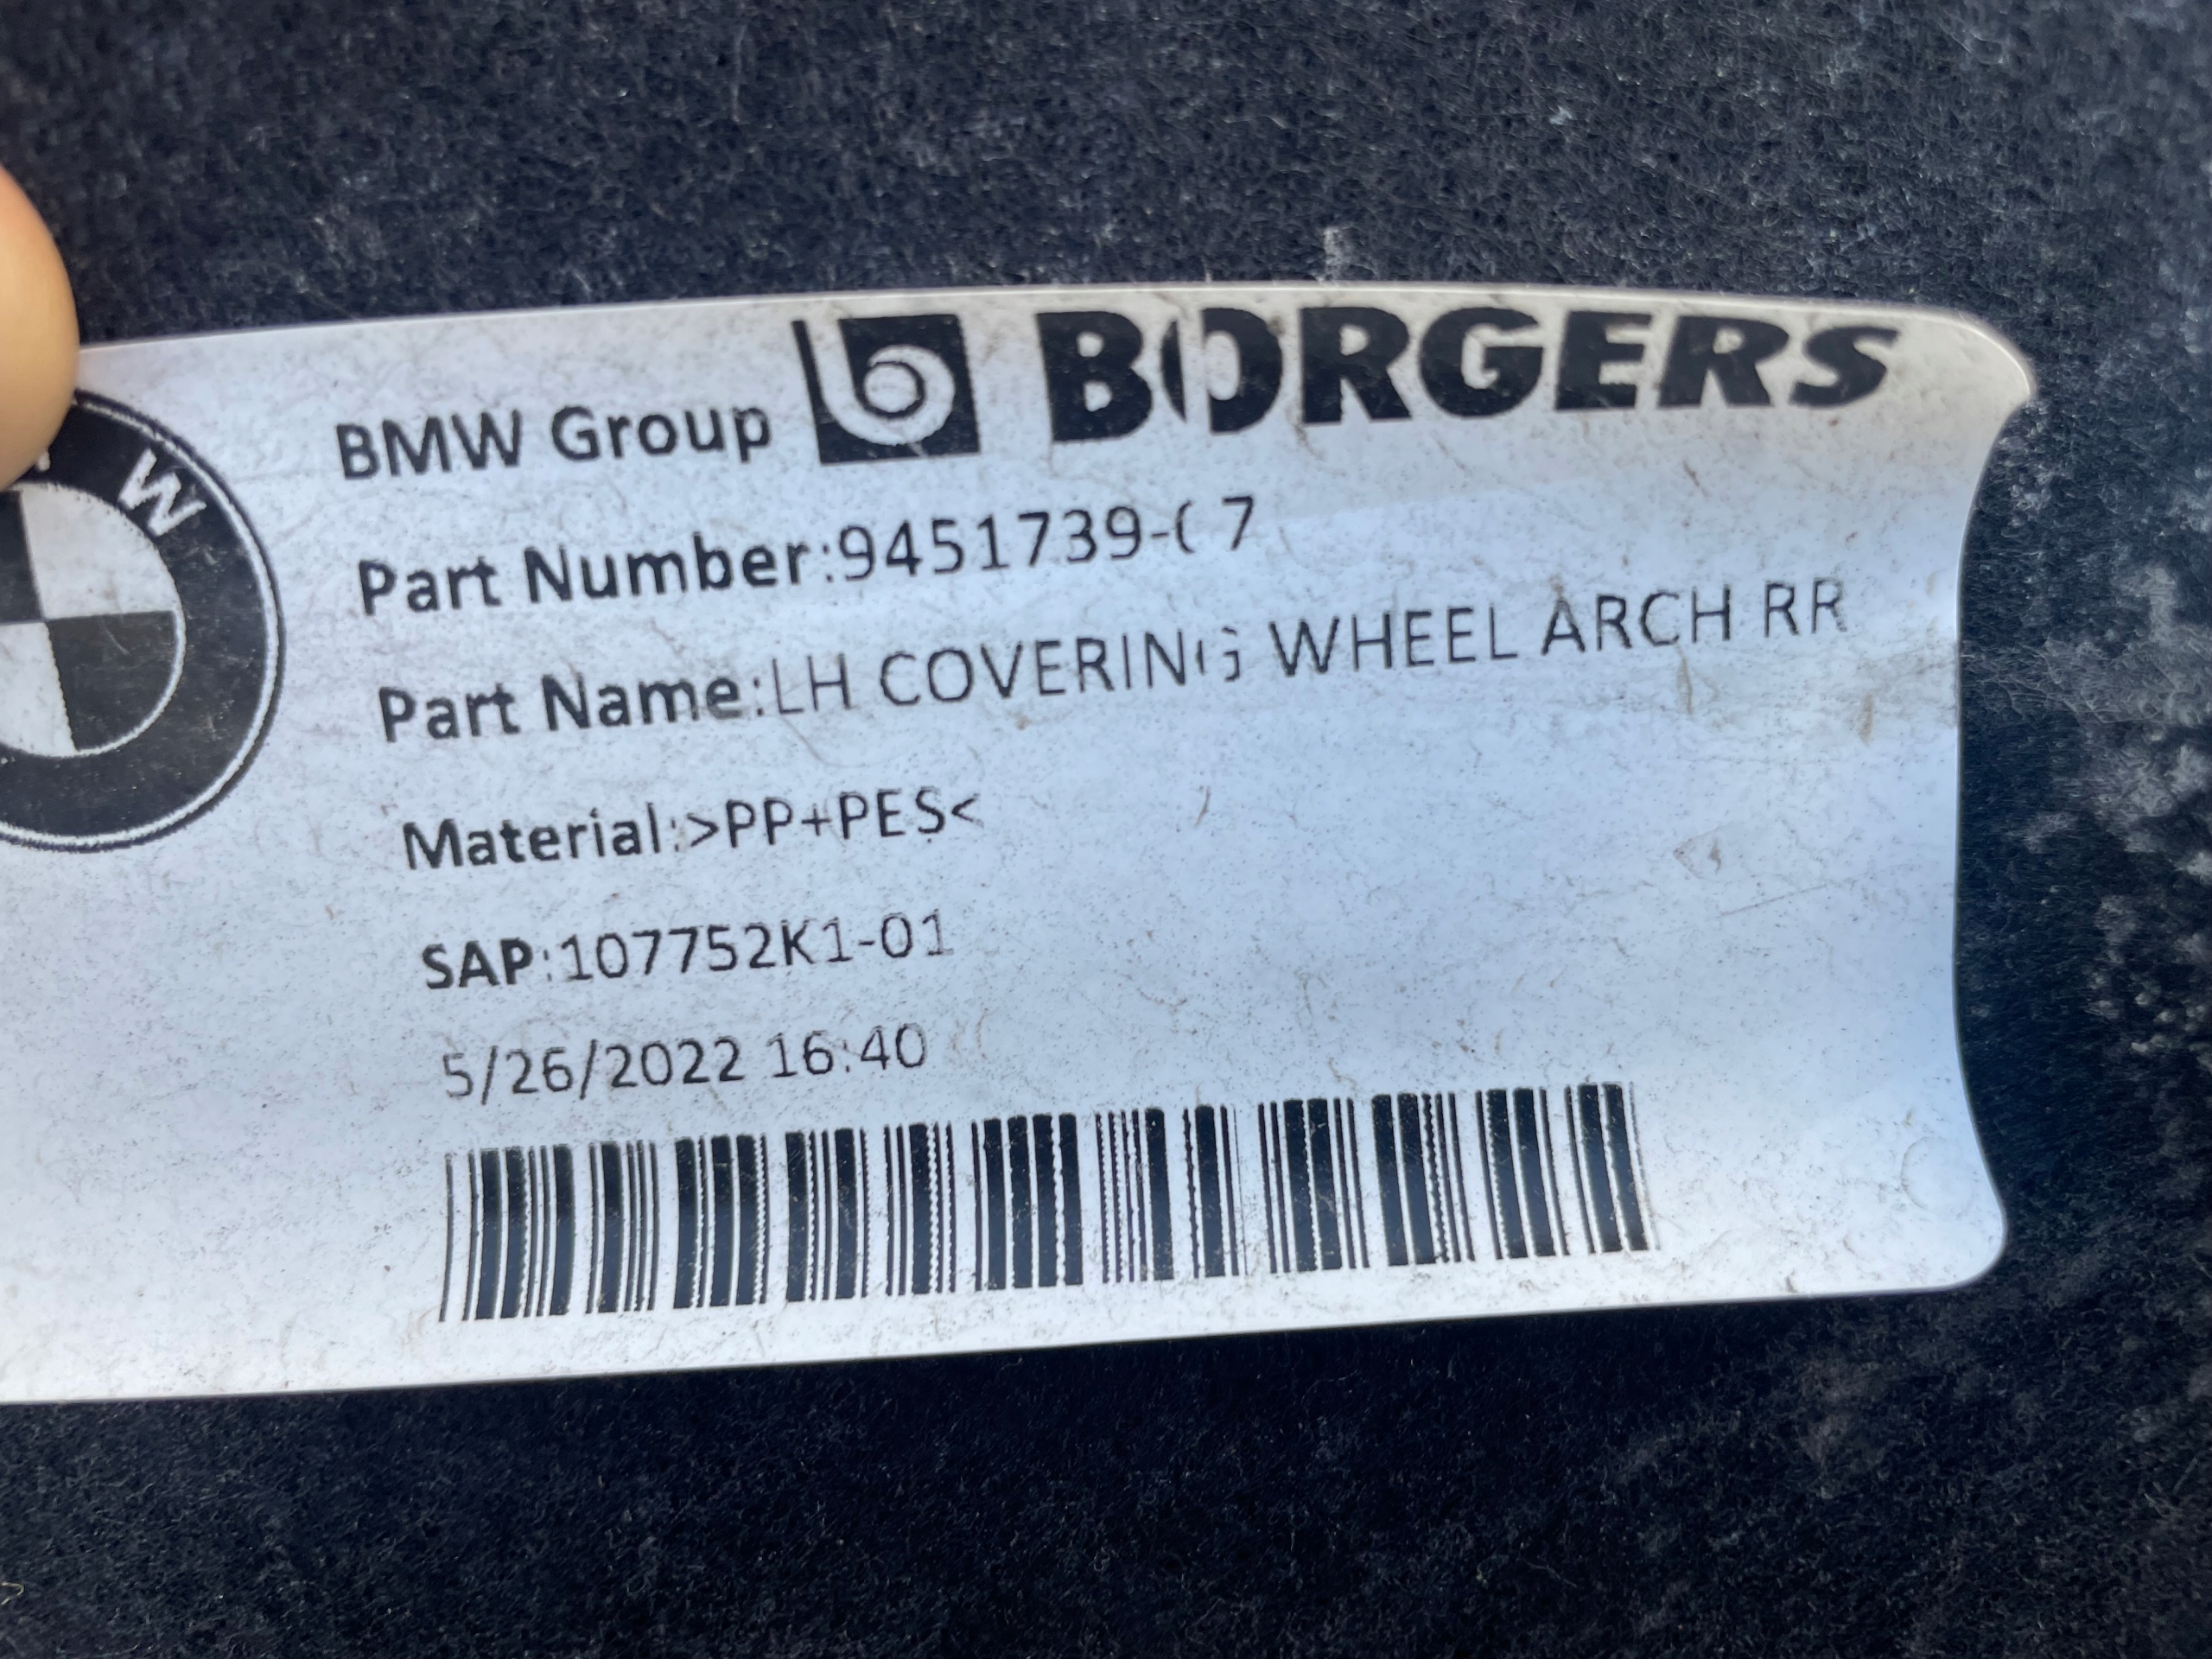 BMW Group BORGERS
W
Part Number:9451739-07
Part Name:LH COVERING WHEEL ARCH RR
Material:>PP+PES<
SAP:107752K1-01
5/26/2022 16:40